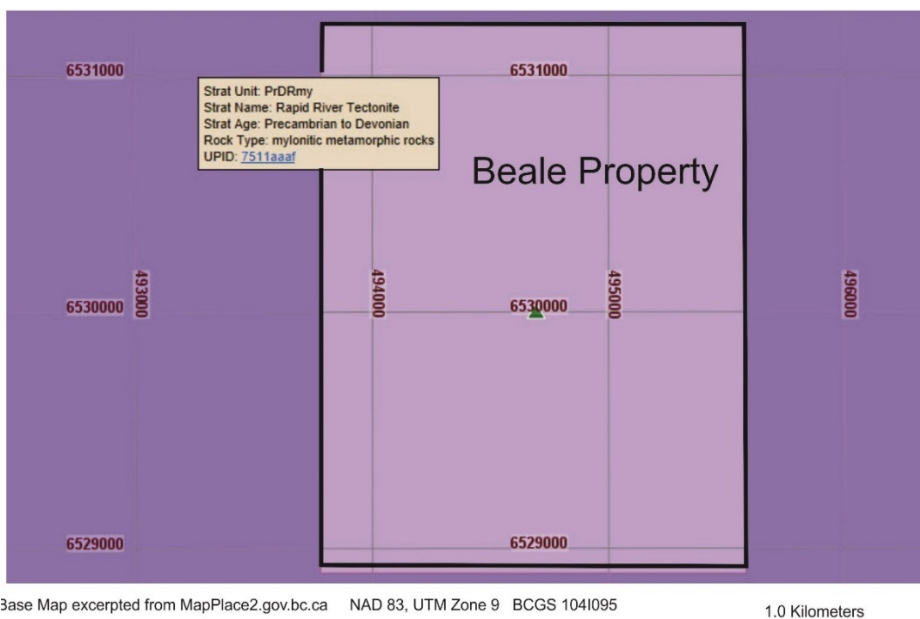 6531000
6531000
Strat Unit: PrDRmy
Strat Name: Rapid River Tectonite
Strat Age: Precambrian to Devonian
Rock Type: mylonitic metamorphic rocks
UPID: 7511aaaf
Beale Property
493000
494000
495000
496000
6530000
6530000
6529000
6529000
Base Map excerpted from MapPlace2.gov.bc.ca NAD 83, UTM Zone 9 BCGS 104I095
1.0 Kilometers